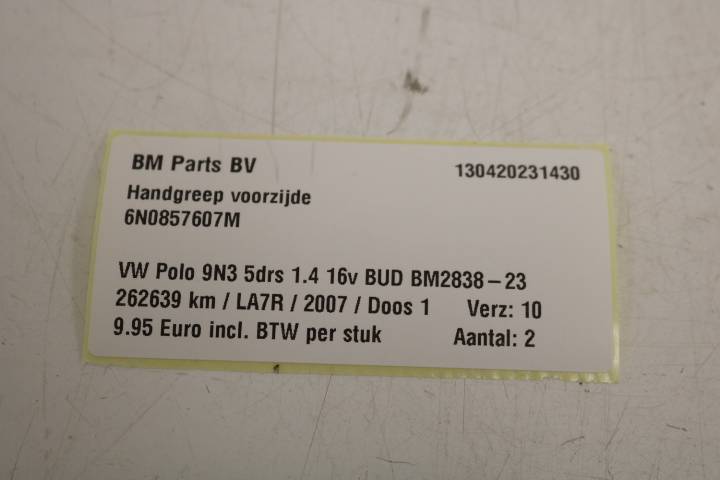 BM Parts BV 130420231430
Handgreep voorzijde
6N0857607M
VW Polo 9N3 5drs 1.4 16v BUD BM2838-23
262639 km / LA7R / 2007 / Doos 1 Verz: 10
9.95 Euro incl. BTW per stuk Aantal: 2